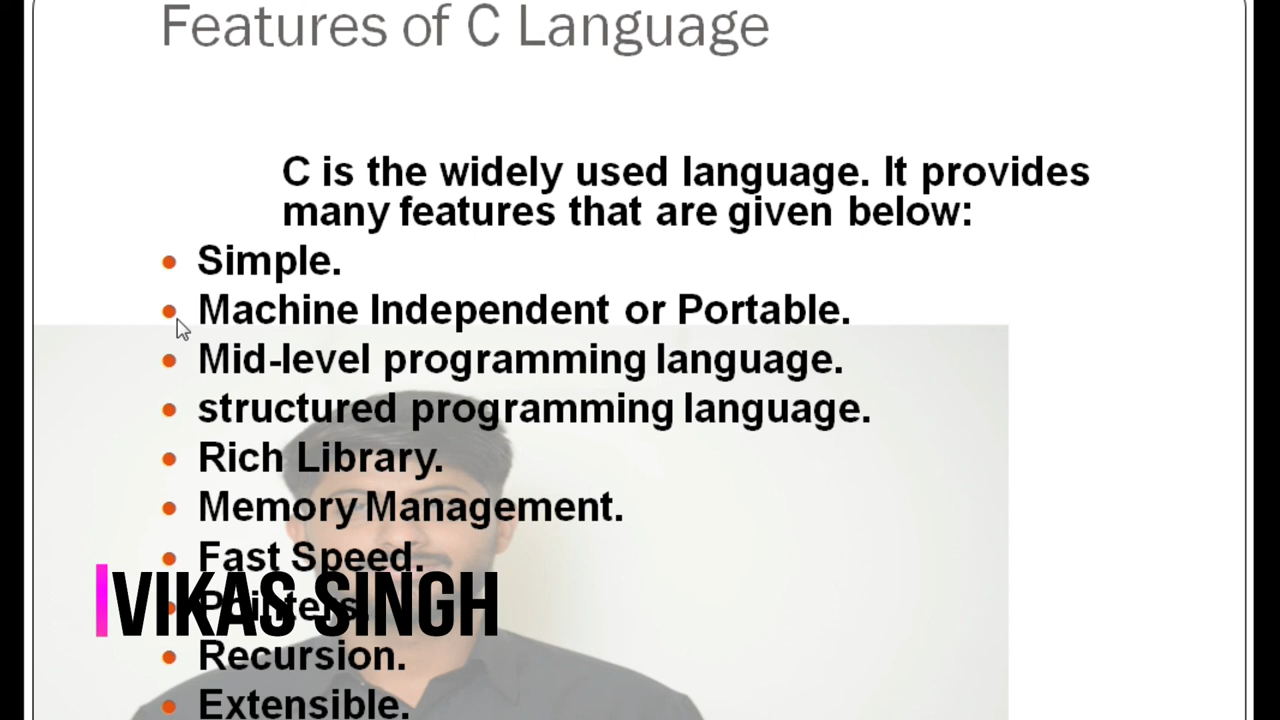 Features of C Language
C is the widely used language. It provides
many features that are given below:
Simple.
Machine Independent or Portable.
Mid-level programming language.
structured programming language.
Rich Library.
Memory Management.
Fast Speed.
Pointers.
VIKAS SINGH
Recursion.
Extensible.